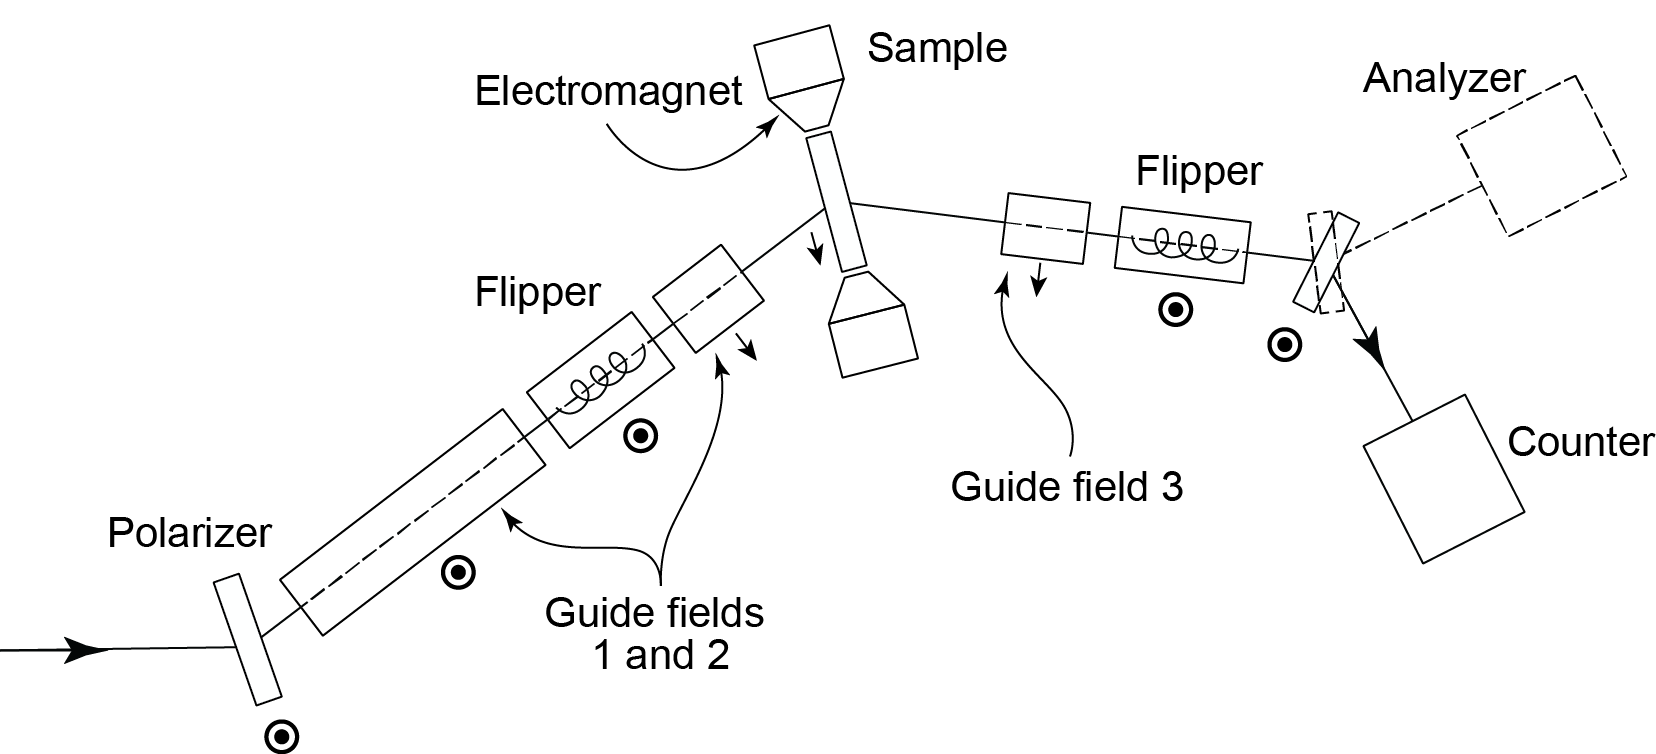 Sample
Electromagnet
Analyzer
Flipper
Flipper
Guide field 3
Counter
Polarizer
Guide fields
1 and 2